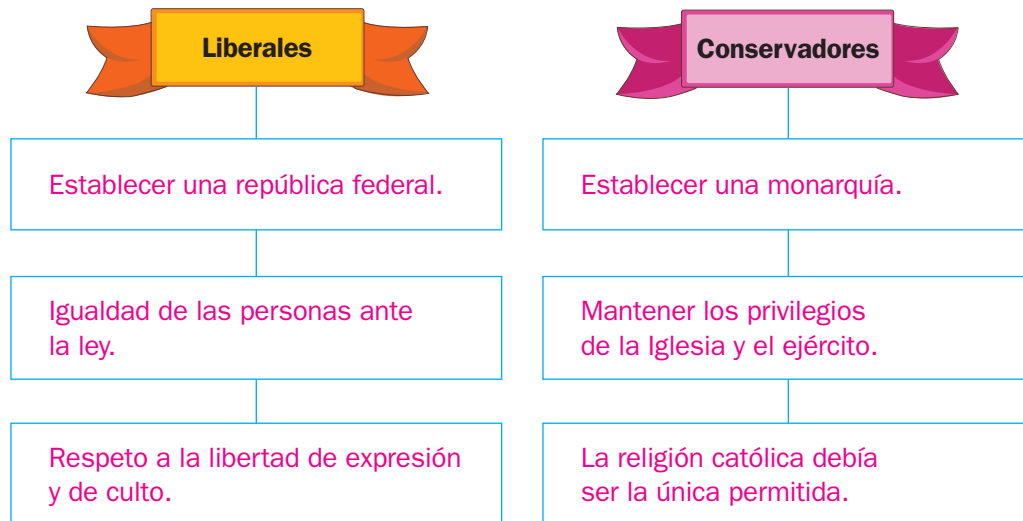 Liberales
Establecer una república federal.
Igualdad de las personas ante
la ley.
Respeto a la libertad de expresión
y de culto.
Conservadores
Establecer una monarquía.
Mantener los privilegios
de la Iglesia y el ejército.
La religión católica debía
ser la única permitida.